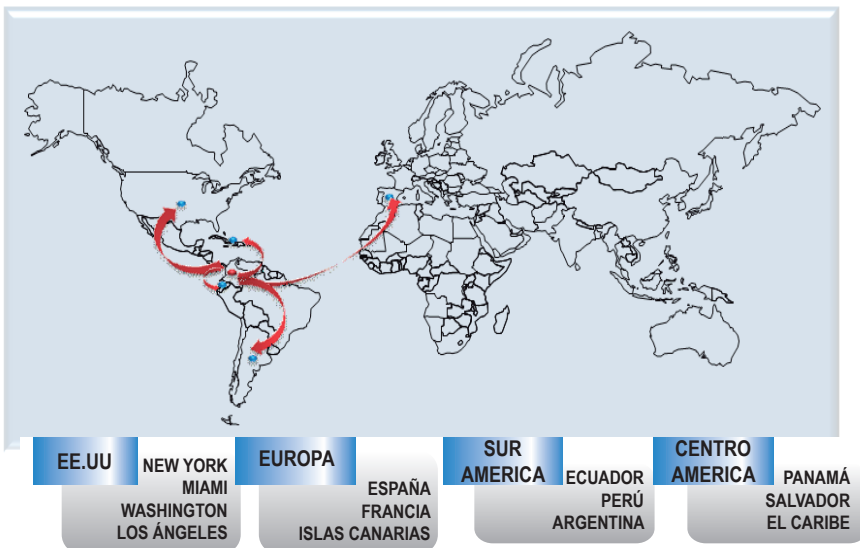 EE.UU
NEW YORK
MIAMI
WASHINGTON
LOS ÁNGELES
EUROPA
ESPAÑA
FRANCIA
ISLAS CANARIAS
SUR
AMERICA
ECUADOR
PERÚ
ARGENTINA
CENTRO
AMERICA
PANAMÁ
SALVADOR
EL CARIBE